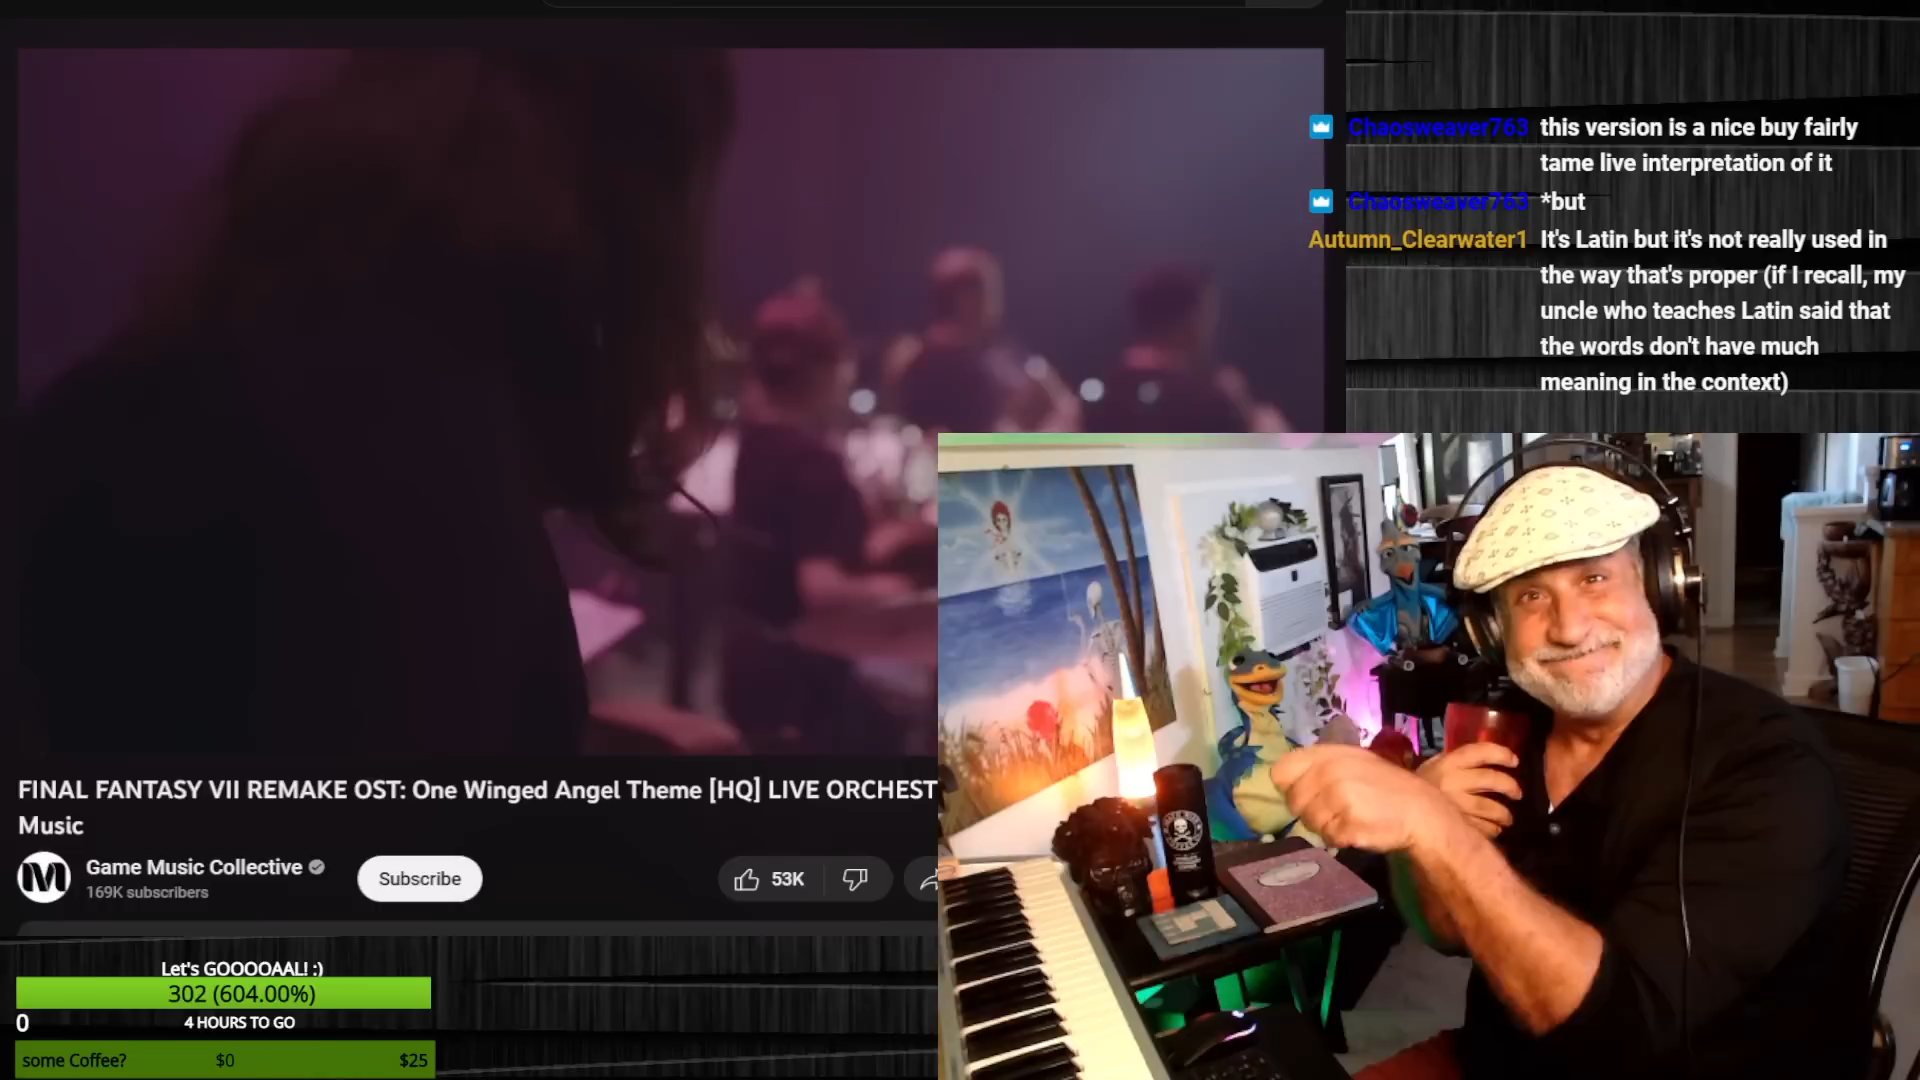 Chaosweaver763 this version is a nice buy fairly
tame live interpretation of it
Chaosweaver763 *but
Autumn_Clearwater1 It's Latin but it's not really used in
the way that's proper (if I recall, my
uncle who teaches Latin said that
the words don't have much
meaning in the context)
FINAL FANTASY VII REMAKE OST: One Winged Angel Theme [HQ] LIVE ORCHEST
Music
Game Music Collective
169K subscribers
Subscribe
53K
Let's GOOOOAAL! :)
302 (604.00%)
0
4 HOURS TO GO
some Coffee? $0 $25